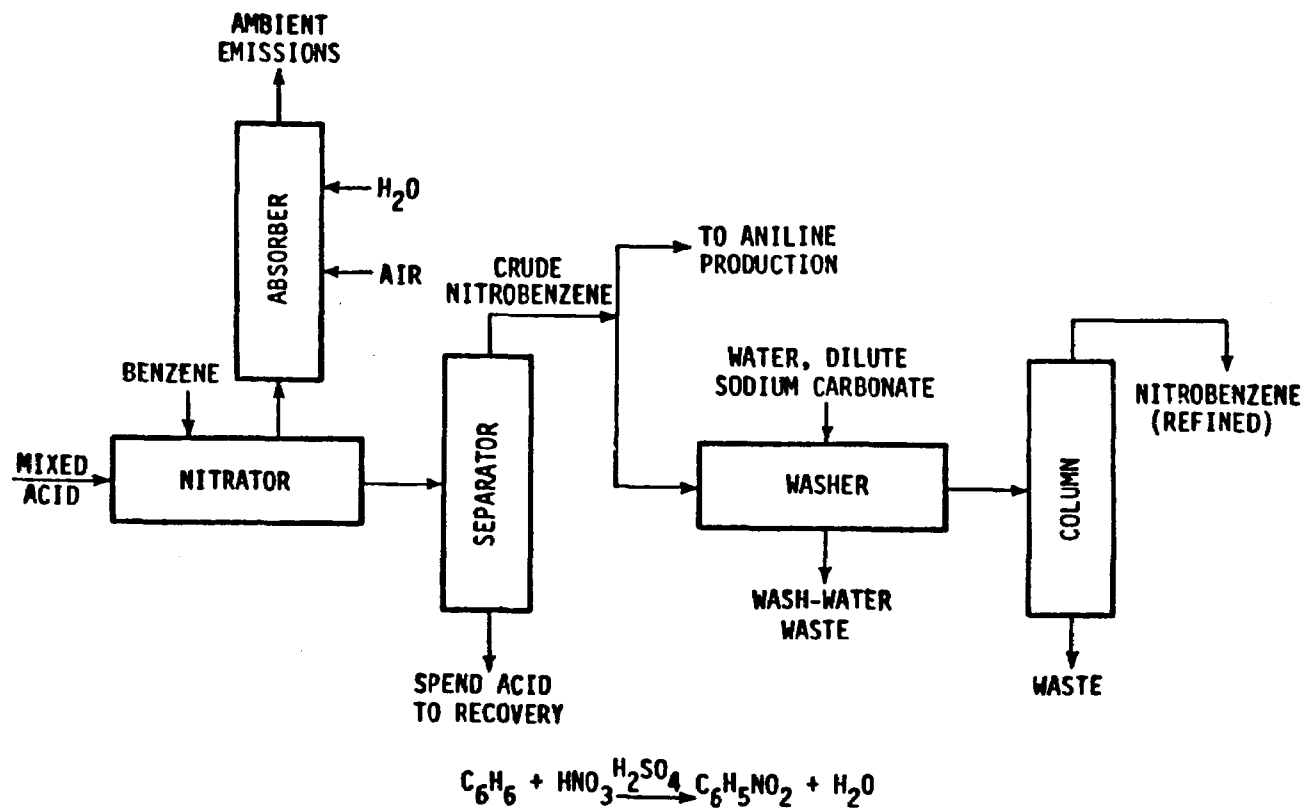 AMBIENT
EMISSIONS
ABSORBER
H2O
AIR
BENZENE
MIXED
ACID
NITRATOR
SEPARATOR
CRUDE
NITROBENZENE
TO ANILINE
PRODUCTION
WATER, DILUTE
SODIUM CARBONATE
WASHER
COLUMN
NITROBENZENE
(REFINED)
SPEND ACID
TO RECOVERY
WASH-WATER
WASTE
WASTE
C6H6 + HNO3 H2SO4→ C6H5NO2 + H2O